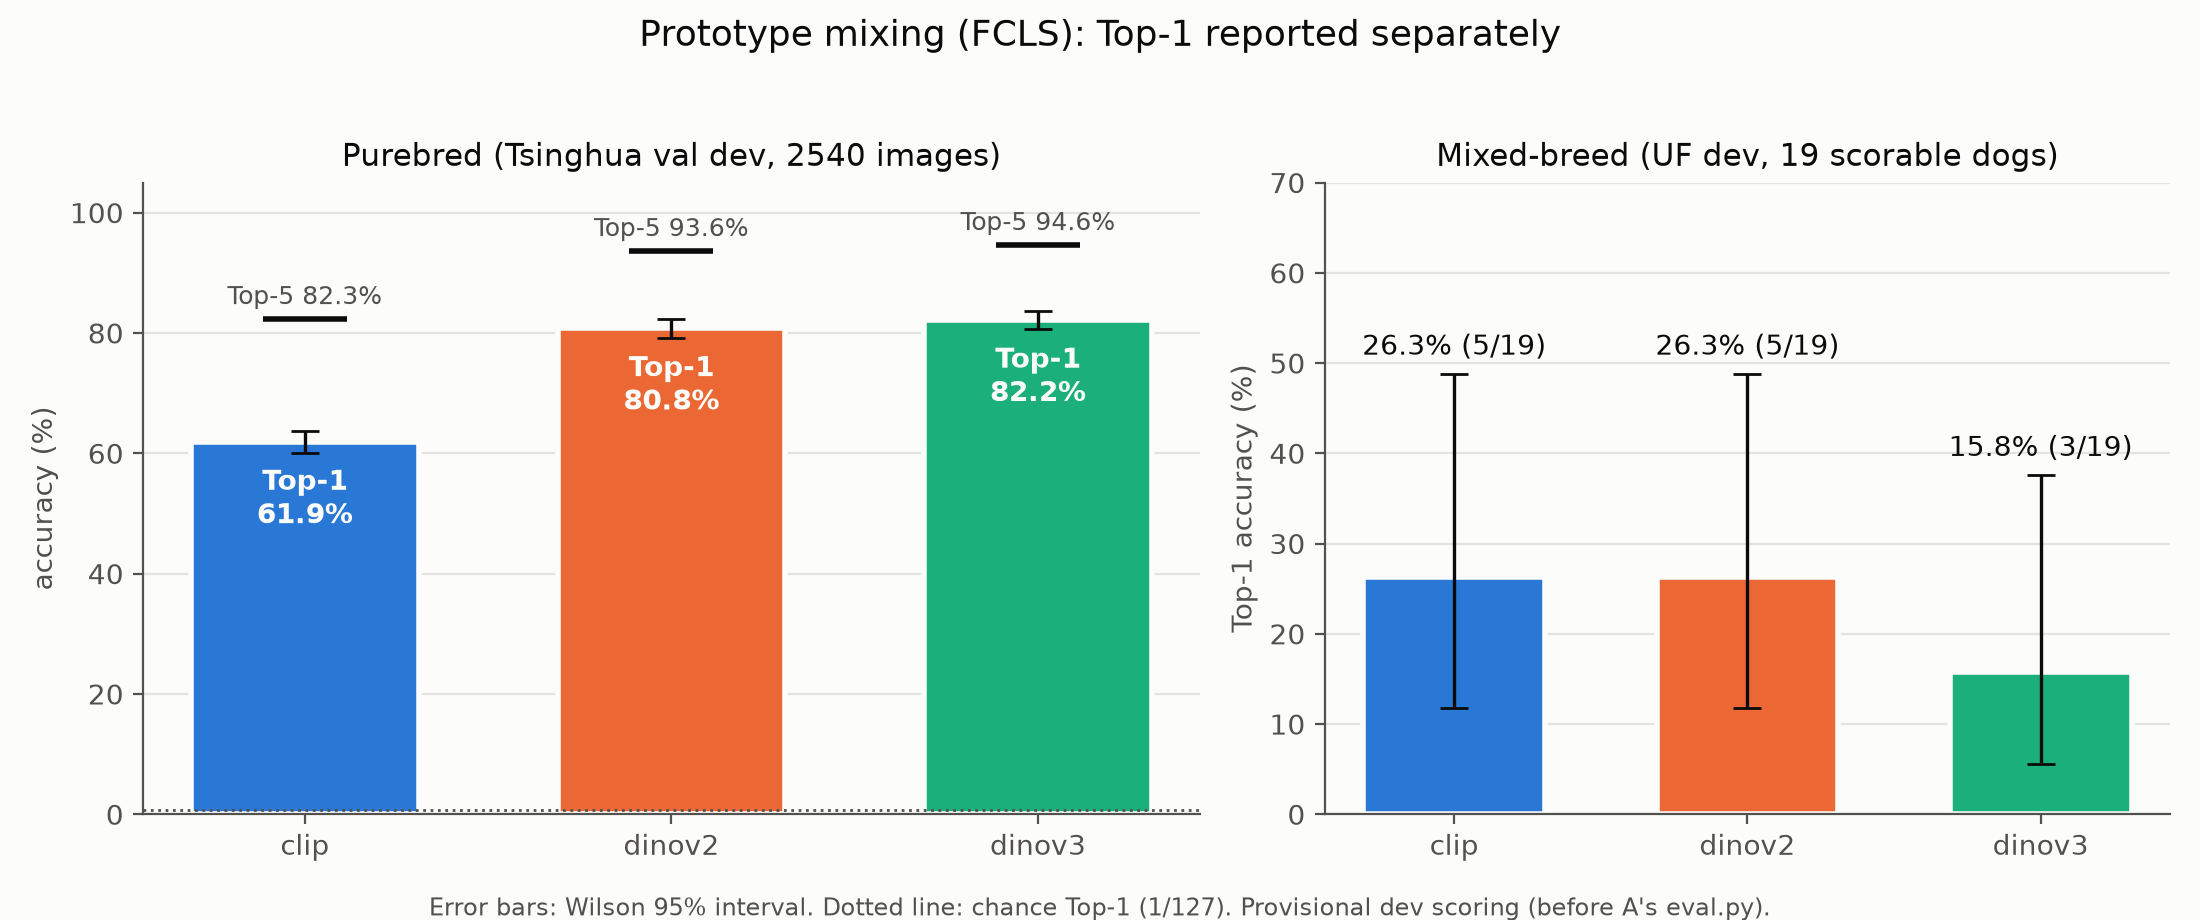 Prototype mixing (FCLS): Top-1 reported separately
Purebred (Tsinghua val dev, 2540 images)
accuracy (%)
100
80
60
40
20
0
Top-5 82.3%
Top-1
61.9%
Top-5 93.6%
Top-1
80.8%
Top-5 94.6%
Top-1
82.2%
clip
dinov2
dinov3
Mixed-breed (UF dev, 19 scorable dogs)
Top-1 accuracy (%)
70
60
50
40
30
20
10
0
26.3% (5/19)
26.3% (5/19)
15.8% (3/19)
clip
dinov2
dinov3
Error bars: Wilson 95% interval. Dotted line: chance Top-1 (1/127). Provisional dev scoring (before A's eval.py).